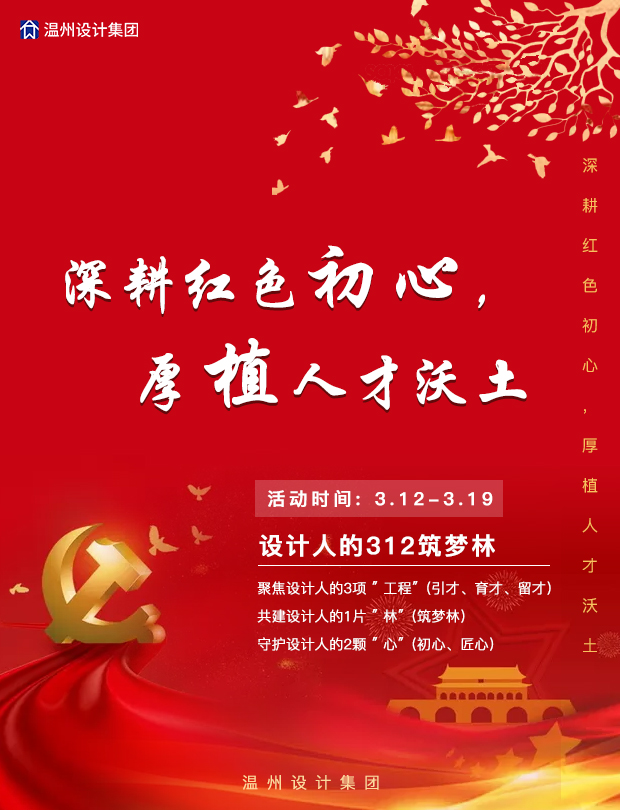 温州设计集团
深耕红色初心，
厚植人才沃土
深耕红色初心，厚植人才沃土
活动时间：3.12-3.19
设计人的312筑梦林
聚焦设计人的3项＂工程＂(引才、育才、留才)
共建设计人的1片＂林＂(筑梦林)
守护设计人的2颗＂心＂(初心、匠心)
温州设计集团